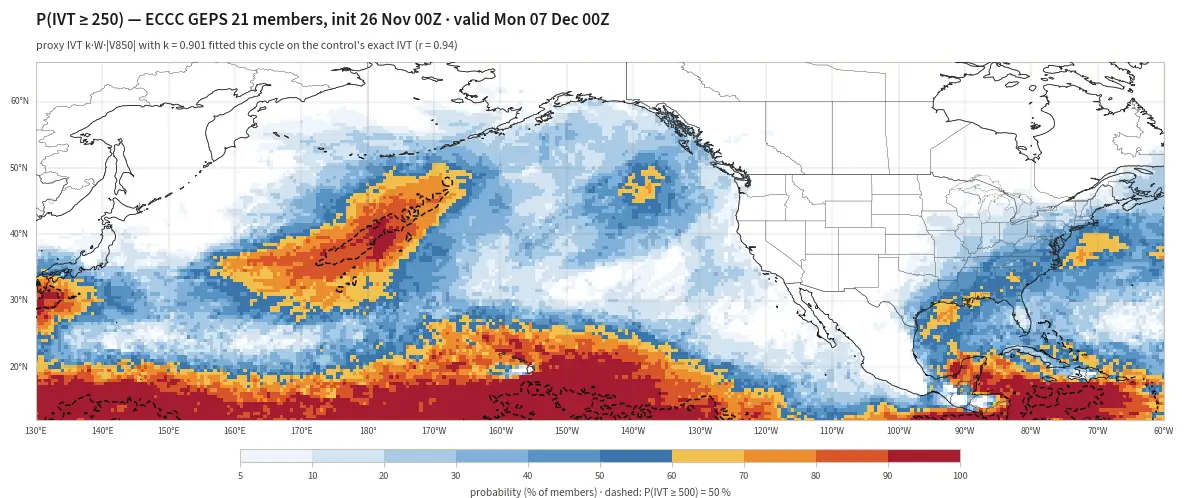 P(IVT ≥ 250) — ECCC GEPS 21 members, init 26 Nov 00Z · valid Mon 07 Dec 00Z
proxy IVT k·W·|V850| with k = 0.901 fitted this cycle on the control's exact IVT (r = 0.94)
60°N
50°N
40°N
30°N
20°N
130°E 140°E 150°E 160°E 170°E 180° 170°W 160°W 150°W 140°W 130°W 120°W 110°W 100°W 90°W 80°W 70°W 60°W
5 10 20 30 40 50 60 70 80 90 100
probability (% of members) · dashed: P(IVT ≥ 500) = 50 %